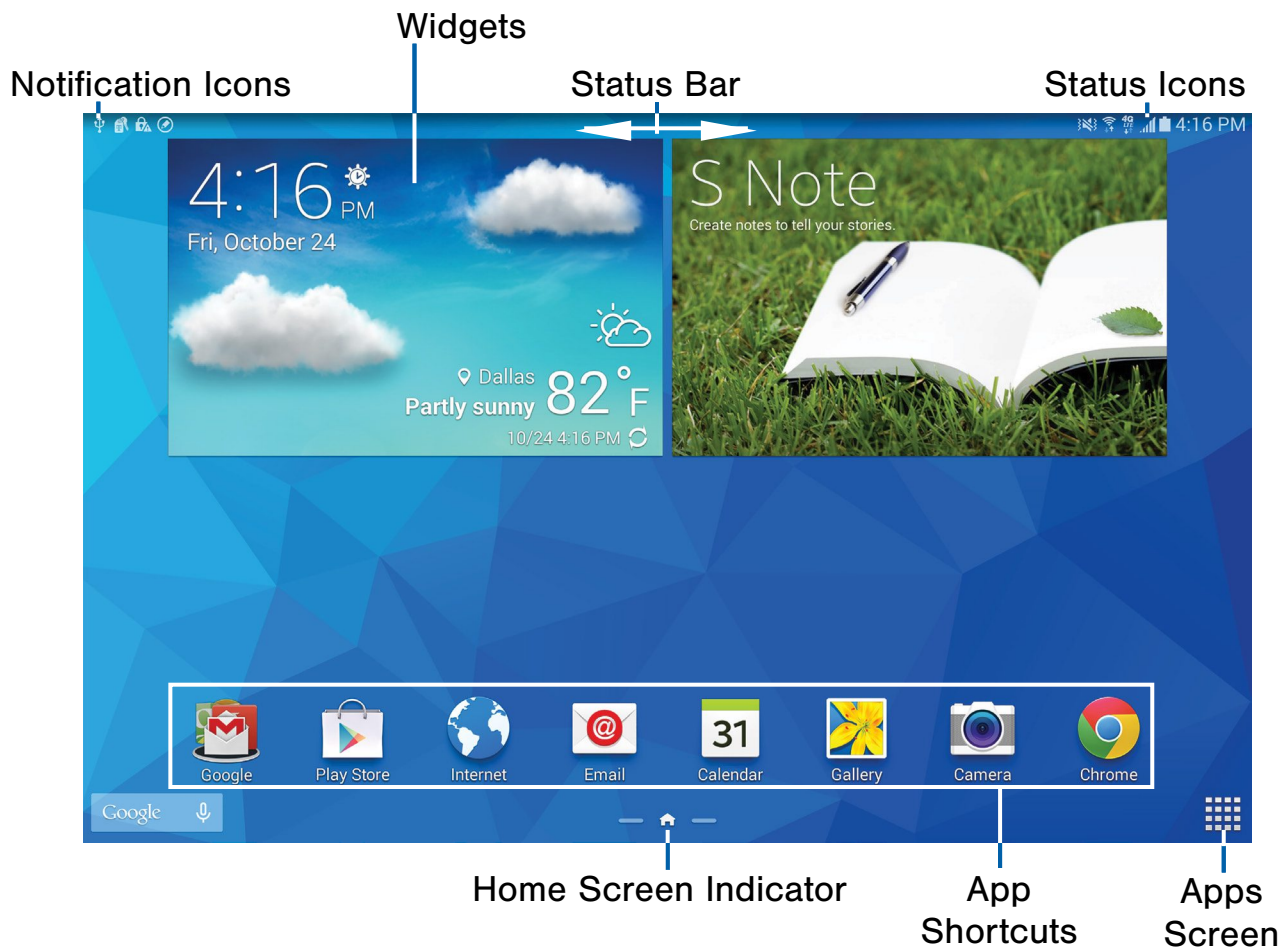 Widgets
Notification Icons
Status Bar
Status Icons
4G
LTE
4:16 PM
4:16
PM
Fri, October 24
Dallas
Partly sunny
82°F
10/24 4:16 PM
S Note
Create notes to tell your stories.
Google
Play Store
Internet
@
Email
31
Calendar
Gallery
Camera
Chrome
Google
Home Screen Indicator
App
Shortcuts
Apps
Screen